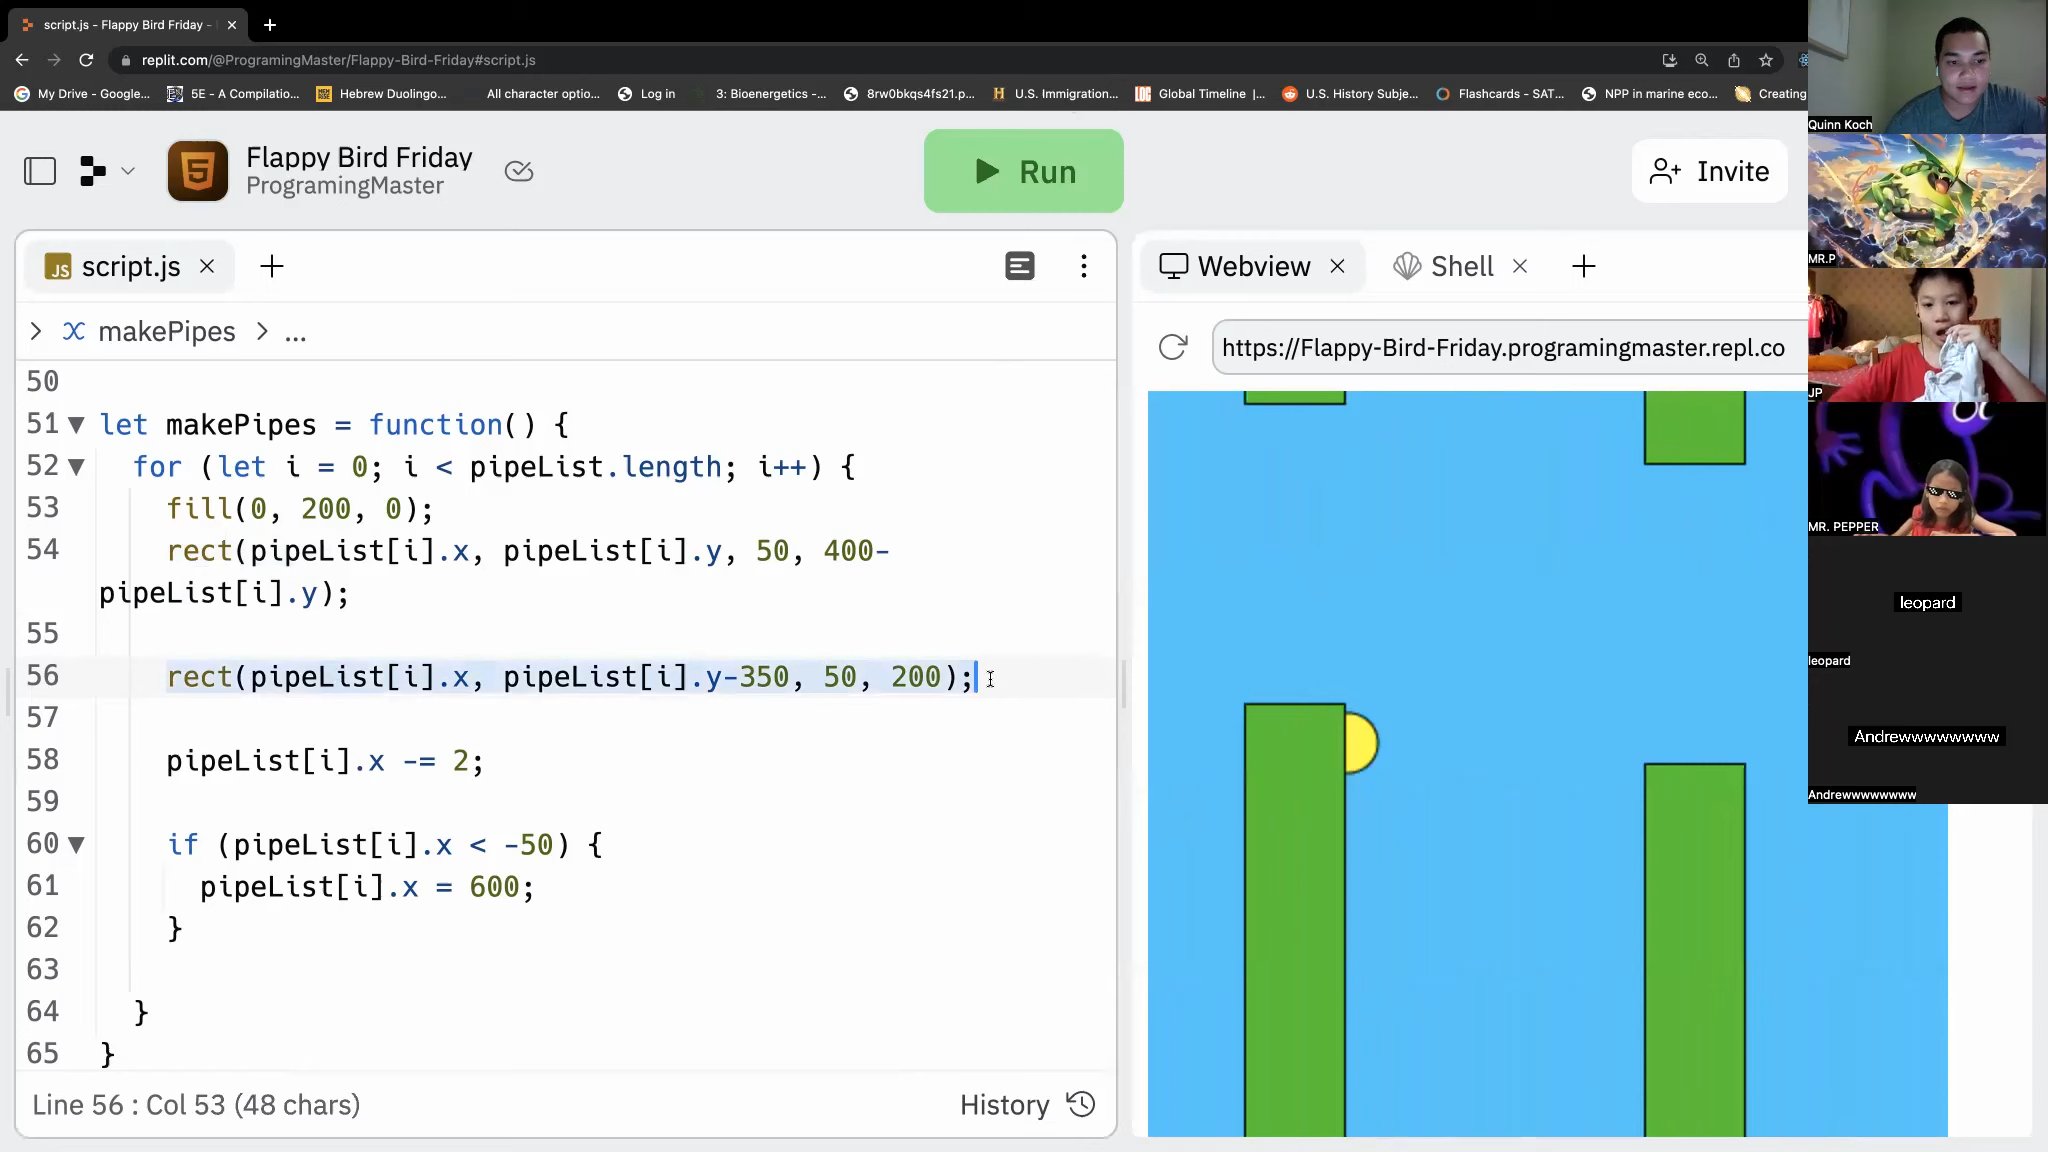 script.js - Flappy Bird Friday -
replit.com/@ProgramingMaster/Flappy-Bird-Friday#script.js
My Drive - Google...
5E - A Compilatio...
Hebrew Duolingo...
All character optio...
Log in
3: Bioenergetics -...
8rw0bkqs4fs21.p...
U.S. Immigration...
Global Timeline |...
U.S. History Subje...
Flashcards - SAT...
NPP in marine eco...
Creating
Quinn Koch
Flappy Bird Friday
ProgramingMaster
Run
Invite
MR.P
JS script.js
Webview
Shell
makePipes > ...
https://Flappy-Bird-Friday.programingmaster.repl.co
JP
50
51 let makePipes = function() {
52 for (let i = 0; i < pipeList.length; i++) {
53 fill(0, 200, 0);
54 rect(pipeList[i].x, pipeList[i].y, 50, 400-
pipeList[i].y);
55
56 rect(pipeList[i].x, pipeList[i].y-350, 50, 200);
57
58 pipeList[i].x -= 2;
59
60 if (pipeList[i].x < -50) {
61 pipeList[i].x = 600;
62 }
63
64 }
65 }
MR. PEPPER
leopard
leopard
Andrewwwwwwww
Andrewwwwwwww
Line 56 : Col 53 (48 chars)
History